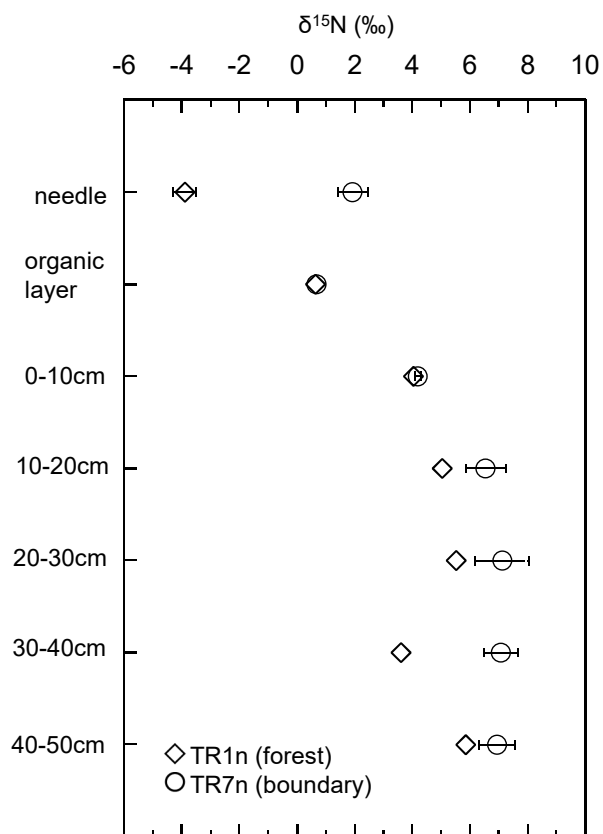 δ¹⁵N (‰)
-6 -4 -2 0 2 4 6 8 10
needle
organic
layer
0-10cm
10-20cm
20-30cm
30-40cm
40-50cm
TR1n (forest)
TR7n (boundary)